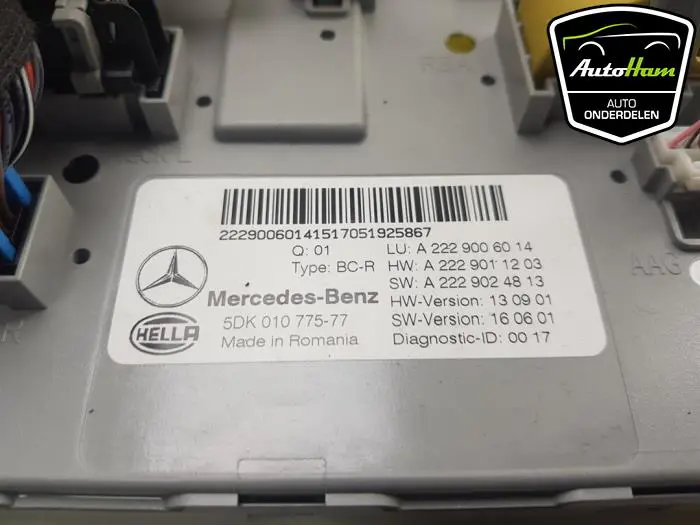 AutoHam
AUTO
ONDERDELEN
22290060141517051925867
Q: 01
Type: BC-R
LU: A 222 900 60 14
HW: A 222 901 12 03
SW: A 222 902 48 13
Mercedes-Benz
HW-Version: 13 09 01
HELLA
5DK 010 775-77
SW-Version: 16 06 01
Made in Romania
Diagnostic-ID: 00 17
AAG